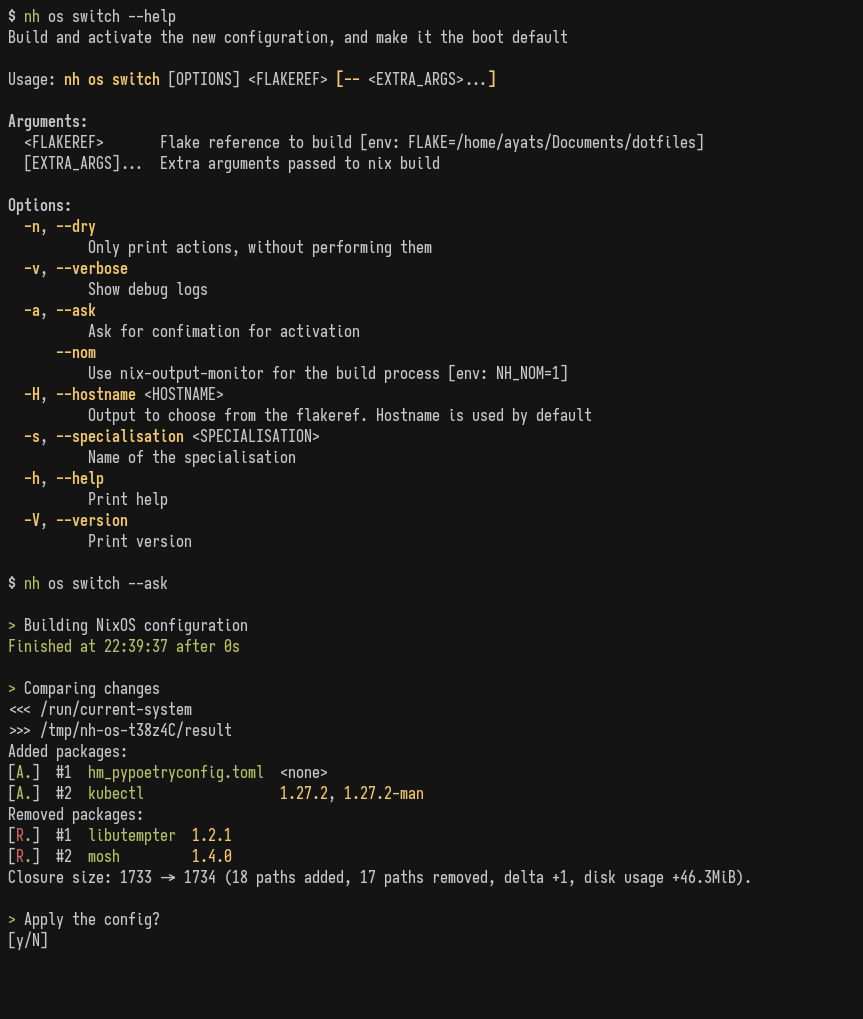 $ nh os switch --help
Build and activate the new configuration, and make it the boot default
Usage: nh os switch [OPTIONS] <FLAKEREF> [-- <EXTRA_ARGS>...]
Arguments:
<FLAKEREF> Flake reference to build [env: FLAKE=/home/ayats/Documents/dotfiles]
[EXTRA_ARGS]... Extra arguments passed to nix build
Options:
-n, --dry
Only print actions, without performing them
-v, --verbose
Show debug logs
-a, --ask
Ask for confimation for activation
--nom
Use nix-output-monitor for the build process [env: NH_NOM=1]
-H, --hostname <HOSTNAME>
Output to choose from the flakeref. Hostname is used by default
-s, --specialisation <SPECIALISATION>
Name of the specialisation
-h, --help
Print help
-V, --version
Print version
$ nh os switch --ask
> Building NixOS configuration
Finished at 22:39:37 after 0s
> Comparing changes
<<< /run/current-system
>>> /tmp/nh-os-t38z4C/result
Added packages:
[A.] #1 hm_pypoetryconfig.toml <none>
[A.] #2 kubectl 1.27.2, 1.27.2-man
Removed packages:
[R.] #1 libutempter 1.2.1
[R.] #2 mosh 1.4.0
Closure size: 1733 -> 1734 (18 paths added, 17 paths removed, delta +1, disk usage +46.3MiB).
> Apply the config?
[y/N]